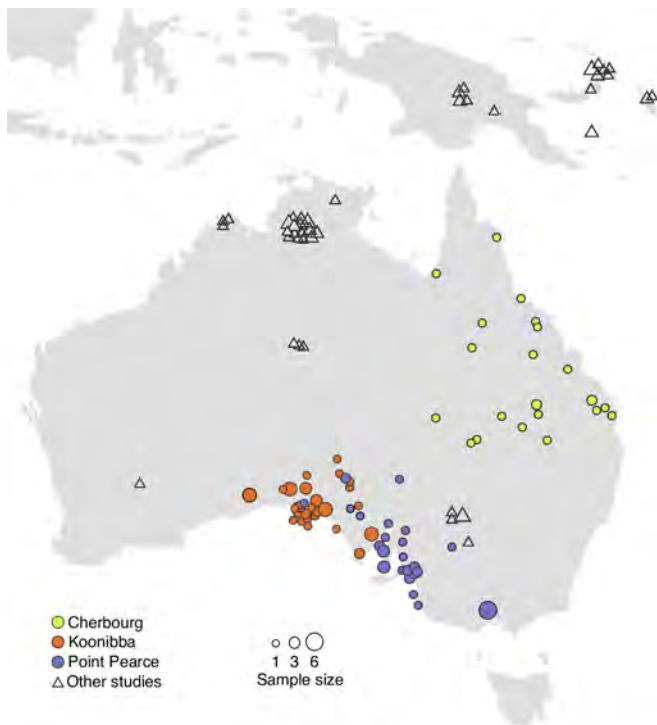 Cherbourg
Koonibba
Point Pearce
Other studies
1 3 6
Sample size